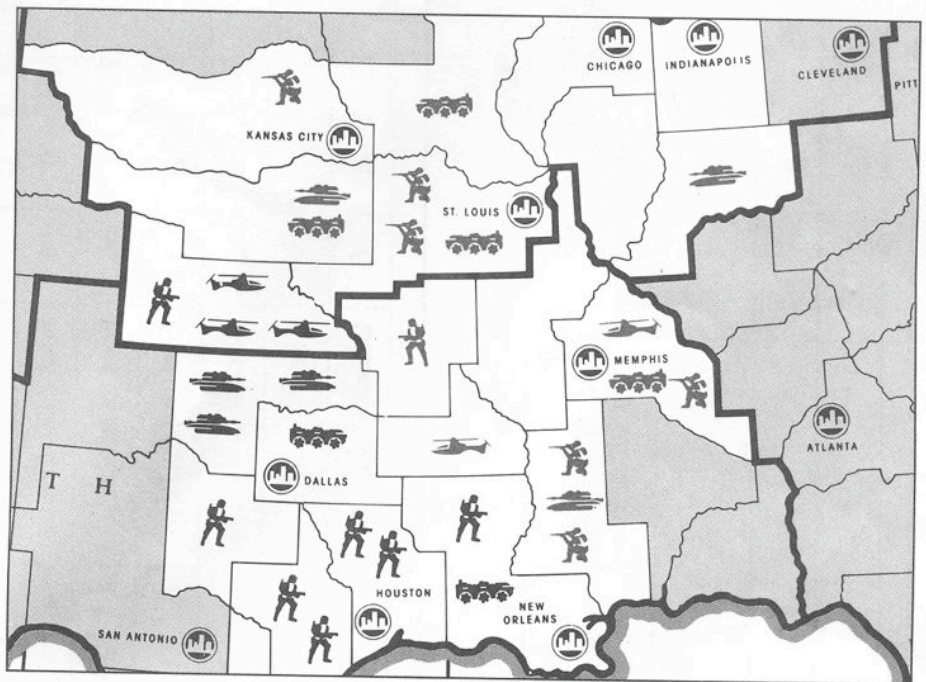 CHICAGO
INDIANAPOLIS
CLEVELAND
PITT
KANSAS CITY
ST. LOUIS
MEMPHIS
ATLANTA
DALLAS
T H
HOUSTON
NEW
ORLEANS
SAN ANTONIO